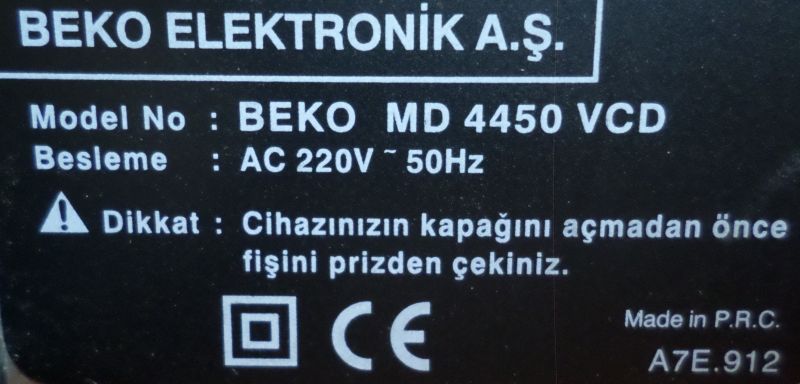 BEKO ELEKTRONİK A.Ş.
Model No : BEKO MD 4450 VCD
Besleme : AC 220V ~ 50Hz
Dikkat : Cihazınızın kapağını açmadan önce
fişini prizden çekiniz.
CE
Made in P.R.C.
A7E.912